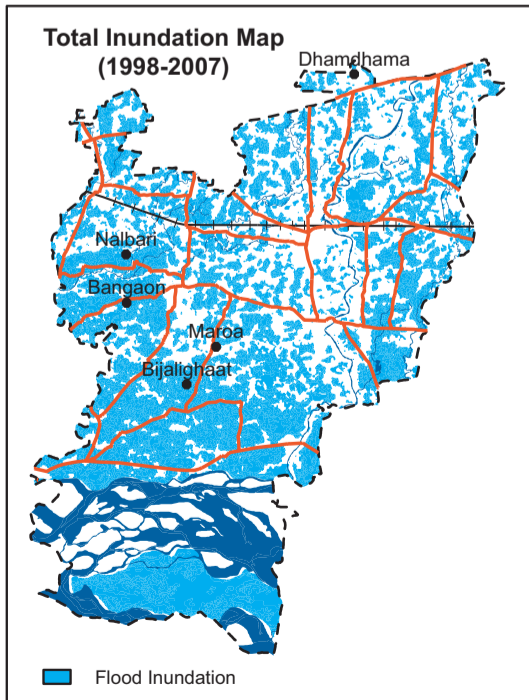 Total Inundation Map
(1998-2007)
Dhamdhama
Nalbari
Bangaon
Maroa
Bijalighaat
Flood Inundation